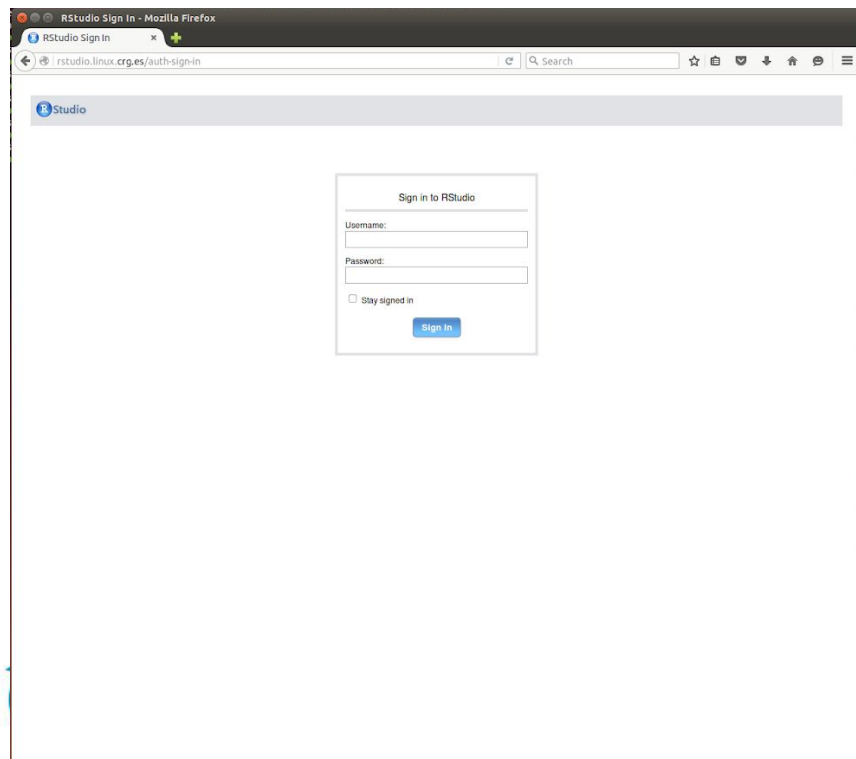 RStudio Sign In - Mozilla Firefox
RStudio Sign In
rstudio.linux.crg.es/auth-sign-in
Search
R Studio
Sign in to RStudio
Username:
Password:
Stay signed in
Sign In